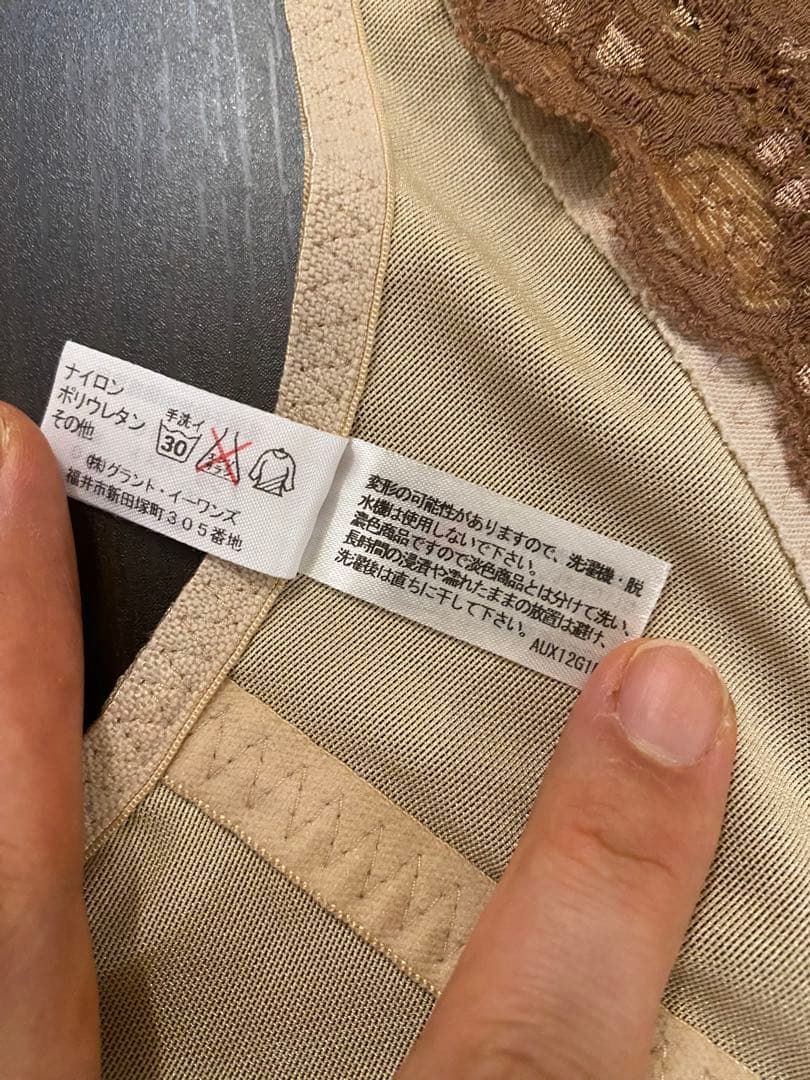 ナイロン
ポリウレタン
その他
手洗イ
30
㈱グラント・イーワンズ
福井市新田塚町305番地
変形の可能性がありますので、洗濯機・脱
水機は使用しないで下さい。
濃色商品ですので淡色商品とは分けて洗い、
長時間の浸漬や濡れたままの放置は避け、
洗濯後は直ちに干して下さい。
AUX12G1